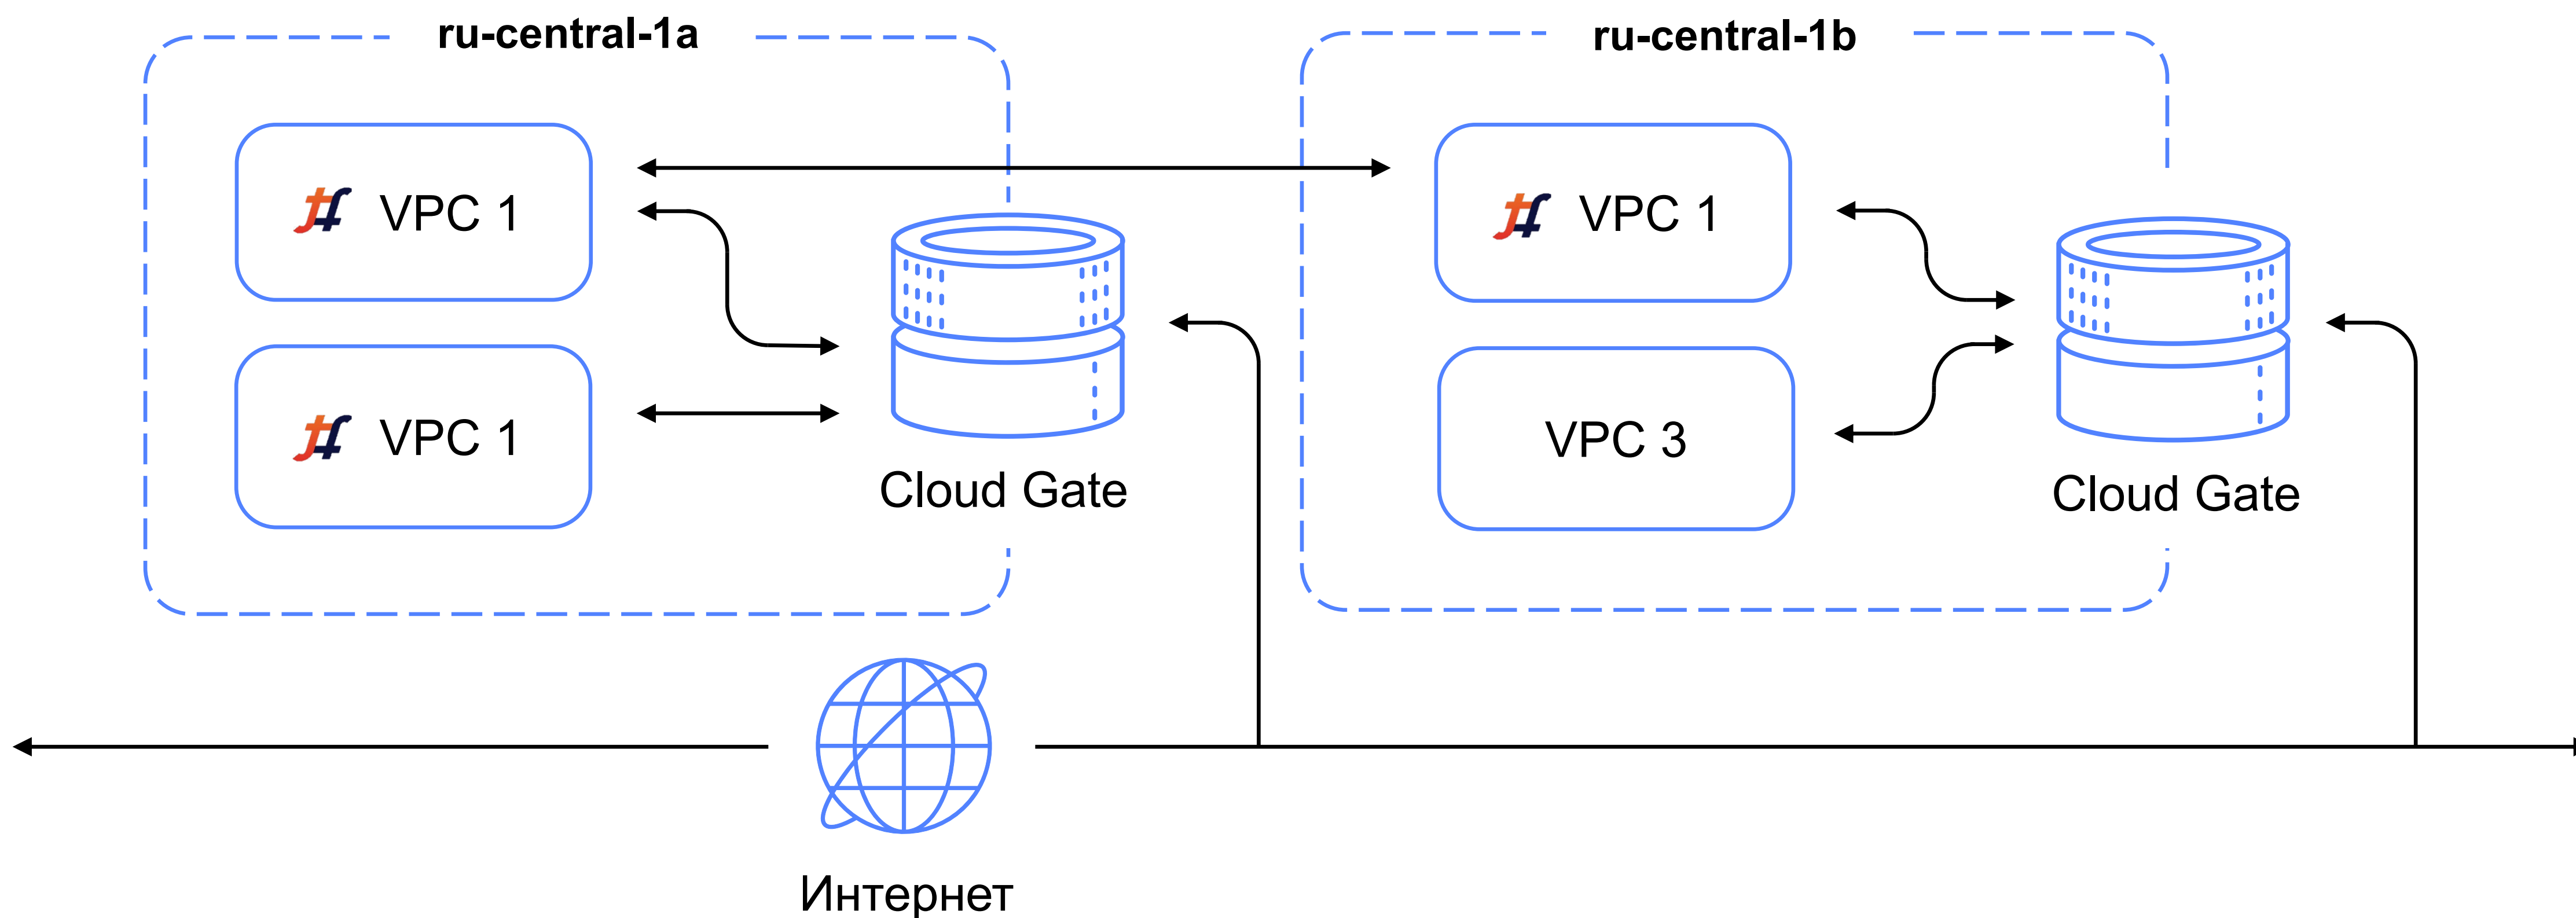 ru-central-1a
ru-central-1b
VPC 1
VPC 1
VPC 1
VPC 3
Cloud Gate
Cloud Gate
Интернет